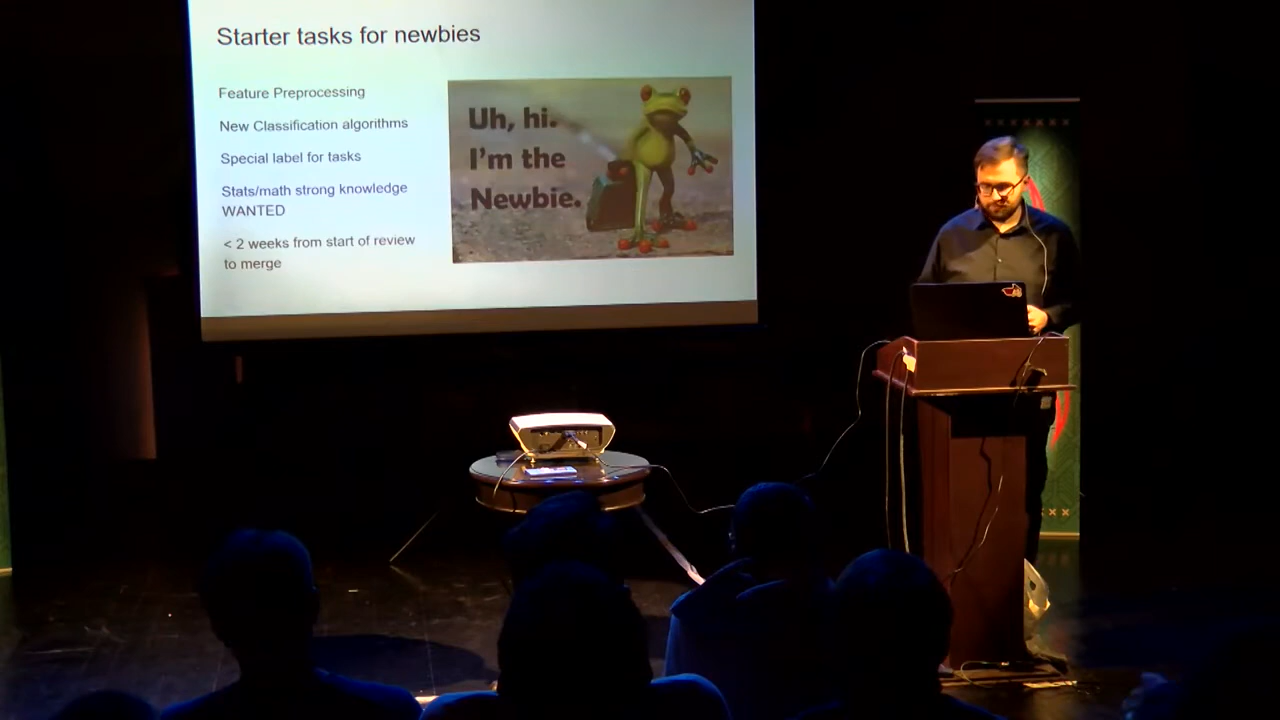 Starter tasks for newbies
Feature Preprocessing
New Classification algorithms
Special label for tasks
Stats/math strong knowledge
WANTED
< 2 weeks from start of review
to merge
Uh, hi.
I'm the
Newbie.